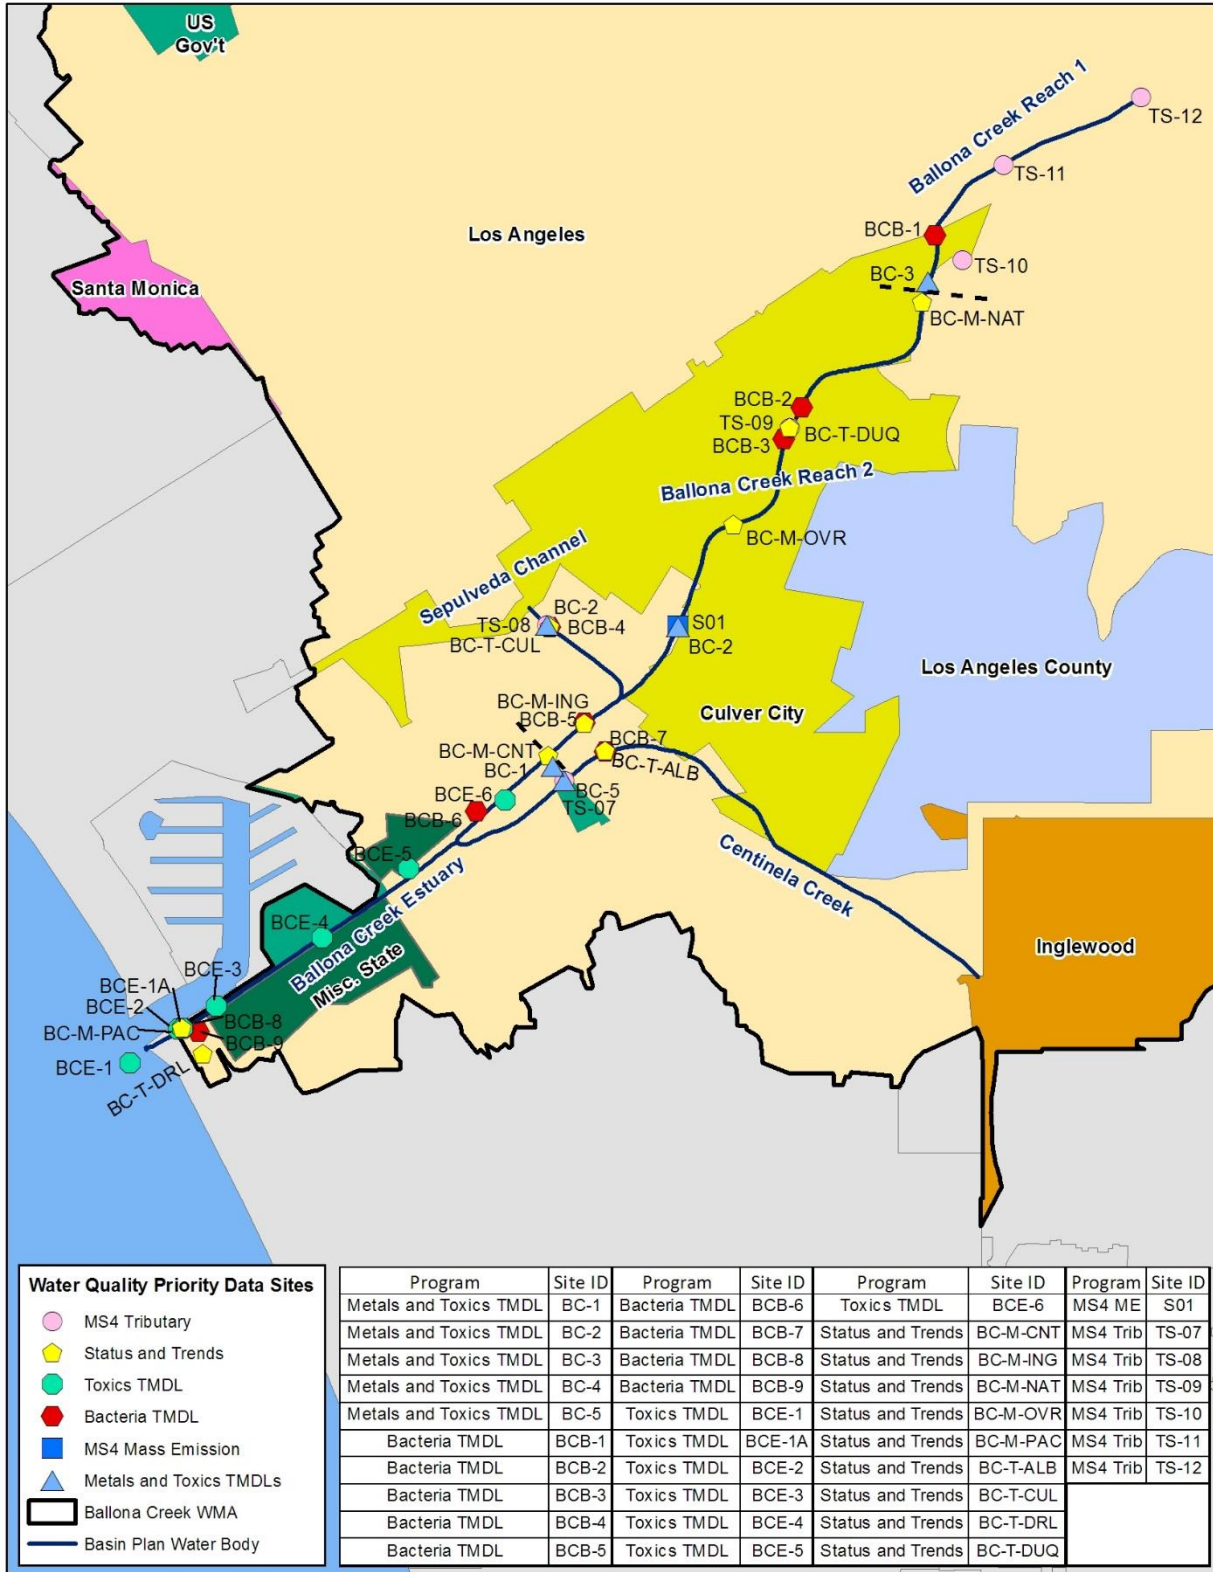 US
Gov't
Ballona Creek Reach 1
TS-12
TS-11
Los Angeles
BCB-1
TS-10
BC-3
Santa Monica
BC-M-NAT
BCB-2
TS-09
BC-T-DUQ
BCB-3
Ballona Creek Reach 2
BC-M-OVR
Sepulveda Channel
BC-2
TS-08
BCB-4
BC-T-CUL
S01
BC-2
Los Angeles County
BC-M-ING
BCB-5
Culver City
BCB-7
BC-M-CNT
BC-T-ALB
BC-1
BC-5
BCE-6
TS-07
BCB-6
BCE-5
Centinela Creek
Ballona Creek Estuary
BCE-4
Misc. State
Inglewood
BCE-3
BCE-1A
BCE-2
BCB-8
BC-M-PAC
BCB-9
BCE-1
BC-T-DRL
Water Quality Priority Data Sites
MS4 Tributary
Status and Trends
Toxics TMDL
Bacteria TMDL
MS4 Mass Emission
Metals and Toxics TMDLs
Ballona Creek WMA
Basin Plan Water Body
Program Site ID Program Site ID Program Site ID Program Site ID
Metals and Toxics TMDL BC-1 Bacteria TMDL BCB-6 Toxics TMDL BCE-6 MS4 ME S01
Metals and Toxics TMDL BC-2 Bacteria TMDL BCB-7 Status and Trends BC-M-CNT MS4 Trib TS-07
Metals and Toxics TMDL BC-3 Bacteria TMDL BCB-8 Status and Trends BC-M-ING MS4 Trib TS-08
Metals and Toxics TMDL BC-4 Bacteria TMDL BCB-9 Status and Trends BC-M-NAT MS4 Trib TS-09
Metals and Toxics TMDL BC-5 Toxics TMDL BCE-1 Status and Trends BC-M-OVR MS4 Trib TS-10
Bacteria TMDL BCB-1 Toxics TMDL BCE-1A Status and Trends BC-M-PAC MS4 Trib TS-11
Bacteria TMDL BCB-2 Toxics TMDL BCE-2 Status and Trends BC-T-ALB MS4 Trib TS-12
Bacteria TMDL BCB-3 Toxics TMDL BCE-3 Status and Trends BC-T-CUL
Bacteria TMDL BCB-4 Toxics TMDL BCE-4 Status and Trends BC-T-DRL
Bacteria TMDL BCB-5 Toxics TMDL BCE-5 Status and Trends BC-T-DUQ